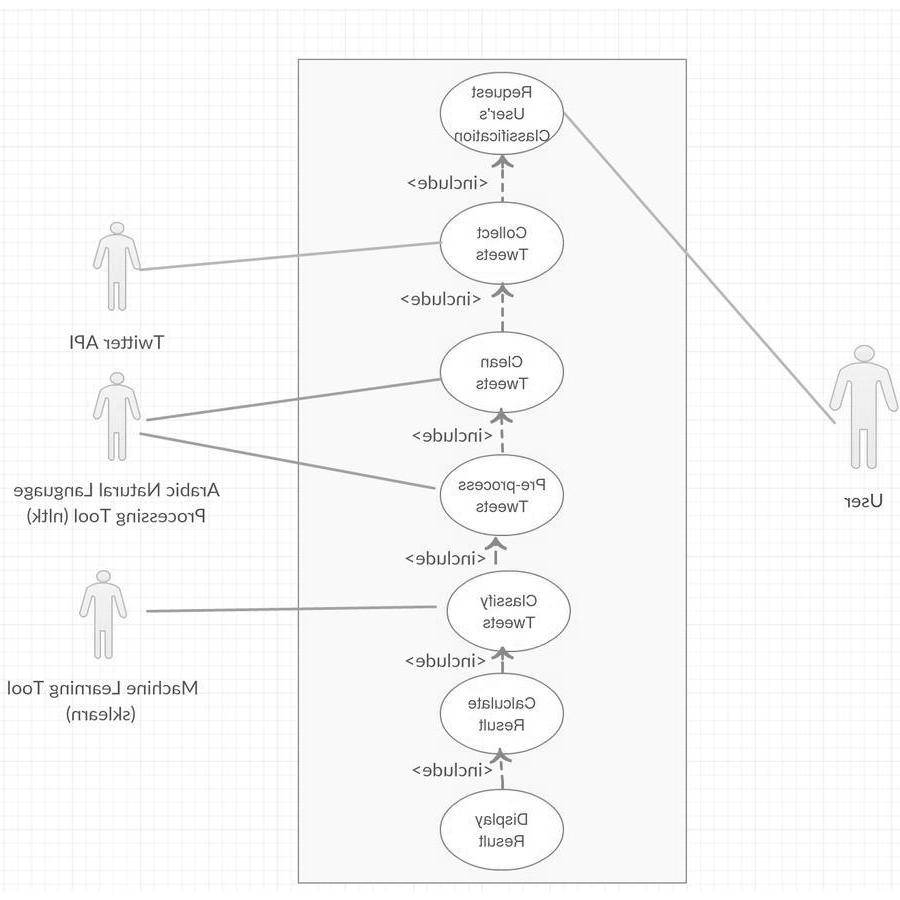 Request
User's
Classification
<include>
Collect
Tweets
<include>
Clean
Tweets
<include>
Pre-process
Tweets
<include>
Classify
Tweets
<include>
Calculate
Result
<include>
Display
Result
User
Twitter API
Arabic Natural Language
Processing Tool (nltk)
Machine Learning Tool
(sklearn)